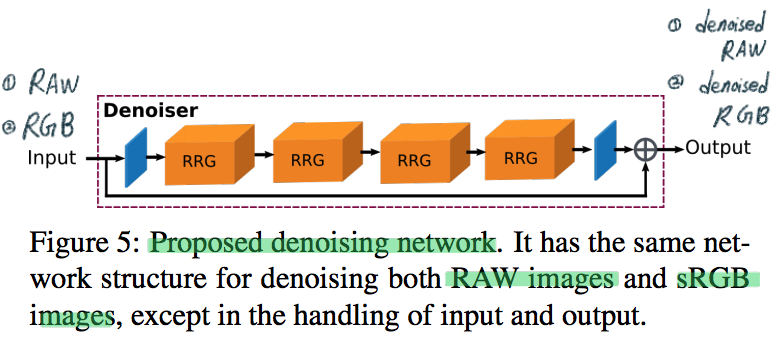 ① denoised
RAW
② denoised
RGB
① RAW
② RGB
Denoiser
Input
RRG
RRG
RRG
RRG
Output
Figure 5: Proposed denoising network. It has the same net-
work structure for denoising both RAW images and sRGB
images, except in the handling of input and output.